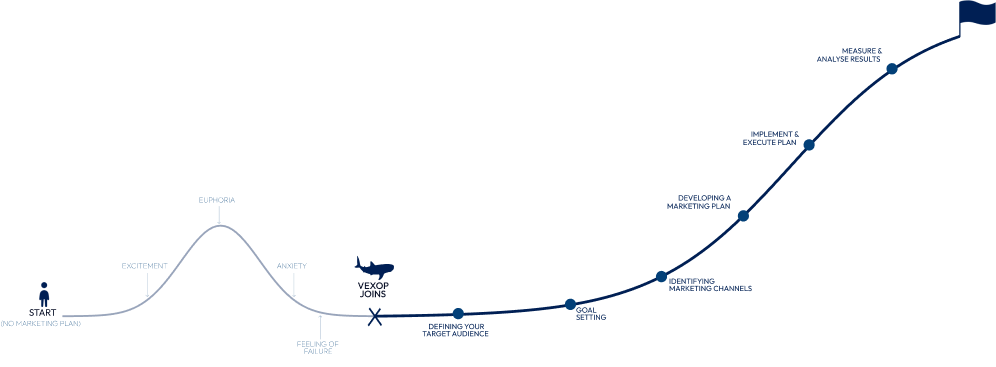 START
(NO MARKETING PLAN)
EXCITEMENT
EUPHORIA
ANXIETY
FEELING OF
FAILURE
VEXOP
JOINS
DEFINING YOUR
TARGET AUDIENCE
GOAL
SETTING
IDENTIFYING
MARKETING CHANNELS
DEVELOPING A
MARKETING PLAN
IMPLEMENT &
EXECUTE PLAN
MEASURE &
ANALYSE RESULTS